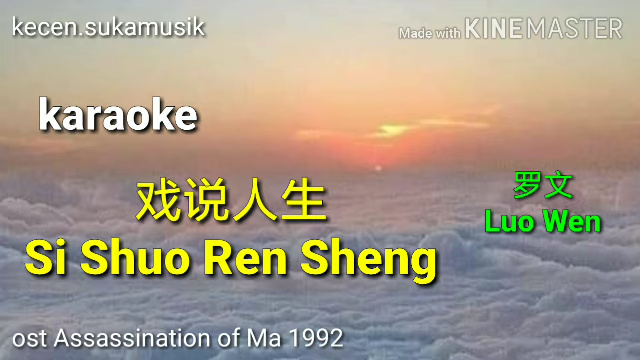 kecen.sukamusik
Made with KINEMASTER
karaoke
戏说人生
罗文
Luo Wen
Si Shuo Ren Sheng
ost Assassination of Ma 1992